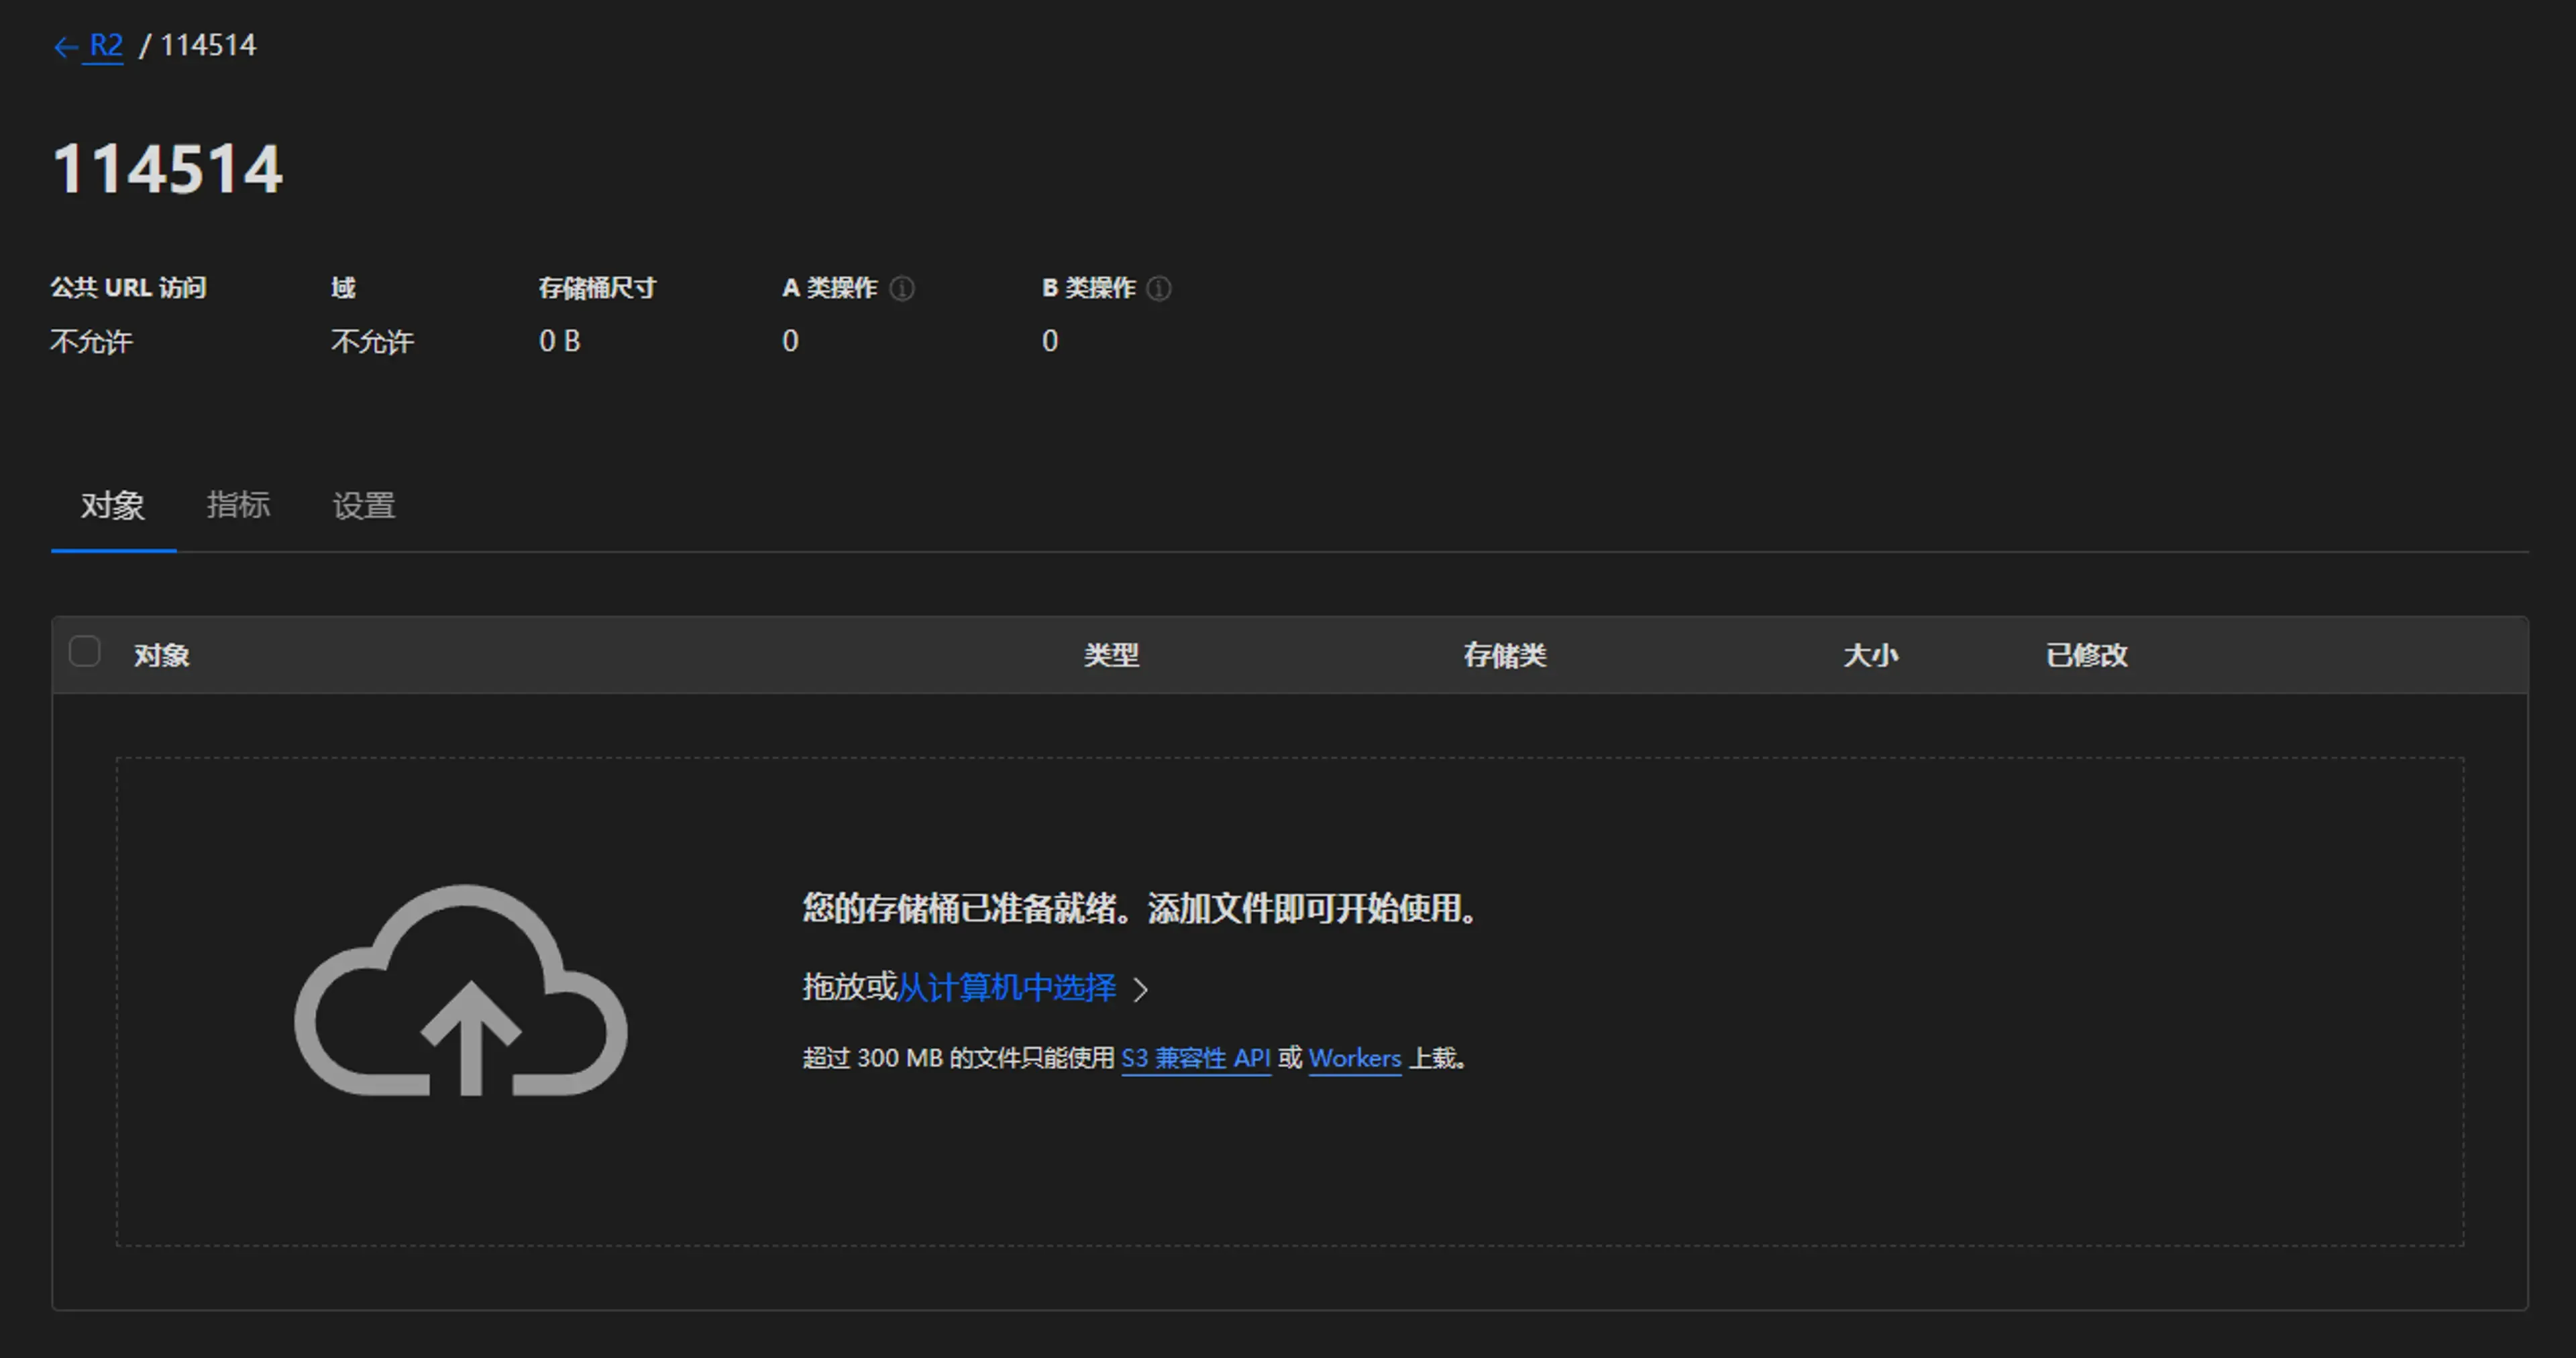 ← R2 / 114514
114514
公共 URL 访问 域 存储桶尺寸 A 类操作 B 类操作
不允许 不允许 0 B 0 0
对象 指标 设置
对象 类型 存储类 大小 已修改
您的存储桶已准备就绪。添加文件即可开始使用。
拖放或从计算机中选择
超过 300 MB 的文件只能使用 S3 兼容性 API 或 Workers 上载。